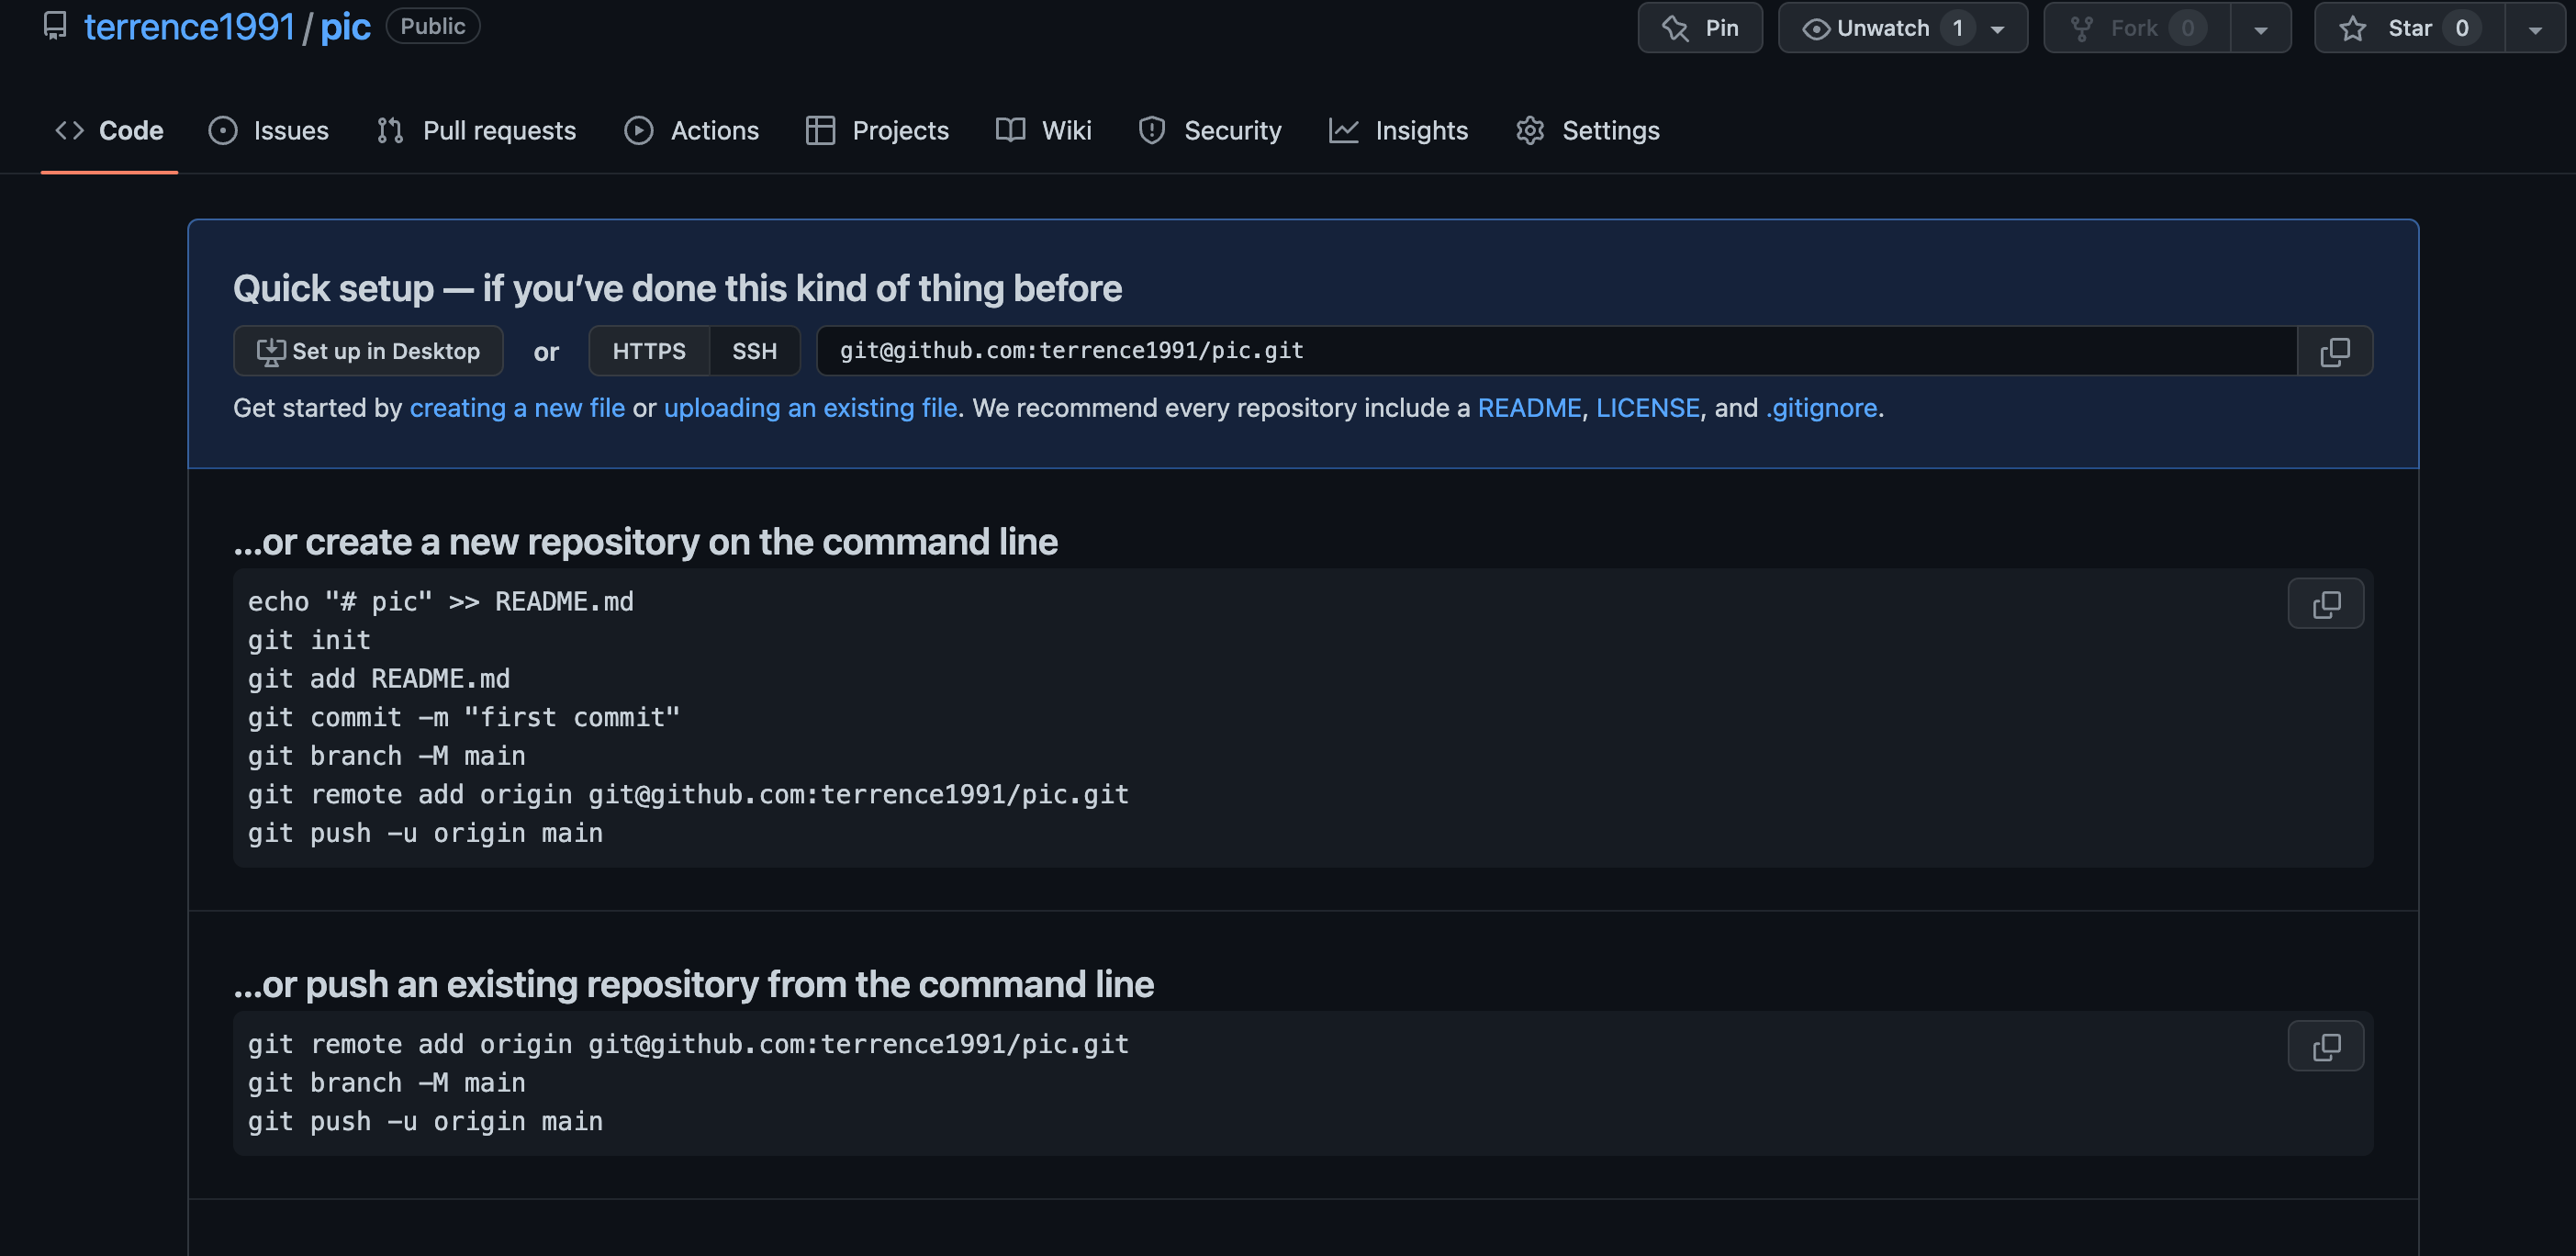 terrence1991 / pic Public
Pin Unwatch 1 Fork 0 Star 0
Code Issues Pull requests Actions Projects Wiki Security Insights Settings
Quick setup — if you’ve done this kind of thing before
Set up in Desktop or HTTPS SSH git@github.com:terrence1991/pic.git
Get started by creating a new file or uploading an existing file. We recommend every repository include a README, LICENSE, and .gitignore.
…or create a new repository on the command line
echo "# pic" >> README.md
git init
git add README.md
git commit -m "first commit"
git branch -M main
git remote add origin git@github.com:terrence1991/pic.git
git push -u origin main
…or push an existing repository from the command line
git remote add origin git@github.com:terrence1991/pic.git
git branch -M main
git push -u origin main